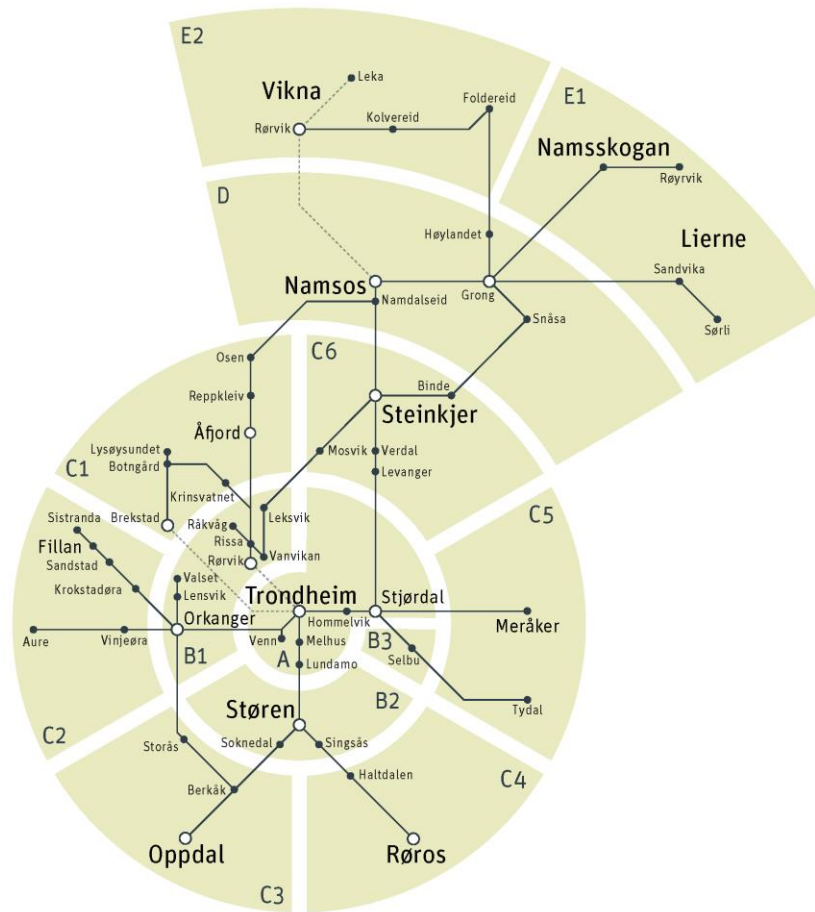 E2
Leka
Vikna
Foldereid
E1
Kolvereid
Rørvik
Namsskogan
Røyrvik
D
Høylandet
Lierne
Sandvika
Namsos
Grong
Namdalseid
Snåsa
Sørli
C6
Osen
Binde
Reppkleiv
Steinkjer
Åfjord
Lysøysundet
Mosvik
Verdal
Botngård
Levanger
C1
Krinsvatnet
C5
Sistranda
Brekstad
Råkvåg
Leksvik
Fillan
Rissa
Sandstad
Rørvik
Vanvikan
Krokstadøra
Valset
Trondheim
Stjørdal
Lensvik
Orkanger
Hommelvik
Meråker
Aure
Vinjeøra
Venn
Melhus
B3
B1
A
Lundamo
Selbu
B2
Støren
Tydal
C2
Storås
Soknedal
Singsås
Haltdalen
C4
Berkåk
Oppdal
Røros
C3